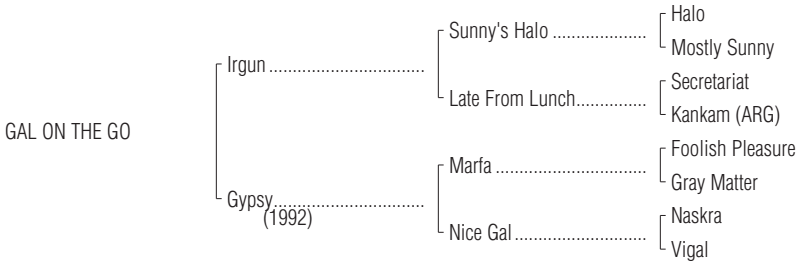 Halo
Sunny's Halo ......................
Mostly Sunny
Irgun ...................................
Secretariat
Late From Lunch................
Kankam (ARG)
GAL ON THE GO
Foolish Pleasure
Marfa ...................................
Gray Matter
Gypsy..................................
(1992)
Naskra
Nice Gal ..............................
Vigal